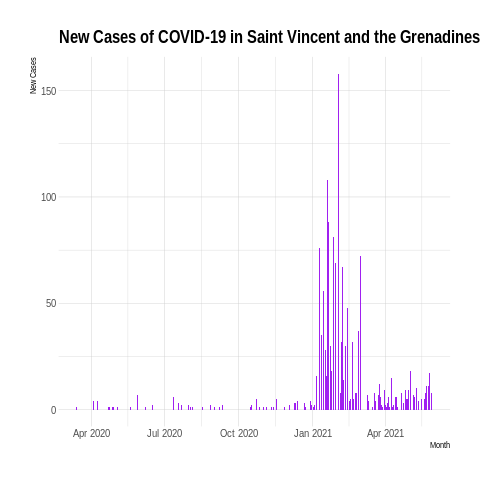 New Cases of COVID-19 in Saint Vincent and the Grenadines
New Cases
150
100
50
0
Apr 2020 Jul 2020 Oct 2020 Jan 2021 Apr 2021
Month